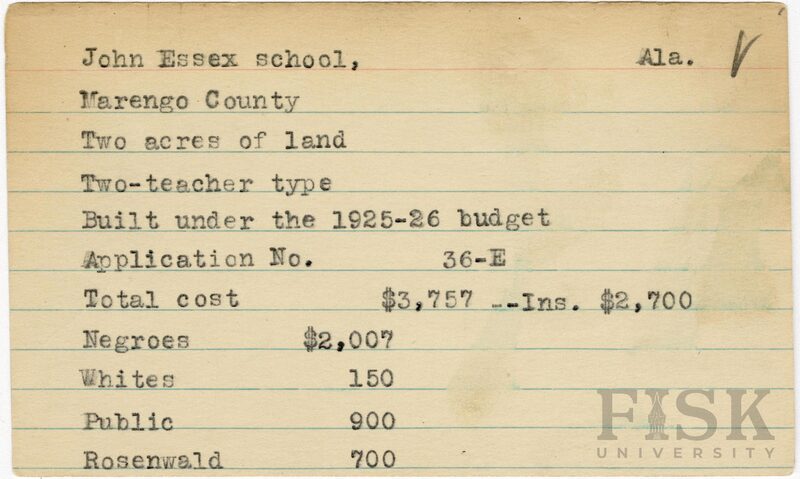 John Essex school, Ala. √
Marengo County
Two acres of land
Two-teacher type
Built under the 1925-26 budget
Application No. 36-E
Total cost $3,757 --Ins. $2,700
Negroes $2,007
Whites 150
Public 900
Rosenwald 700
FISK
UNIVERSITY